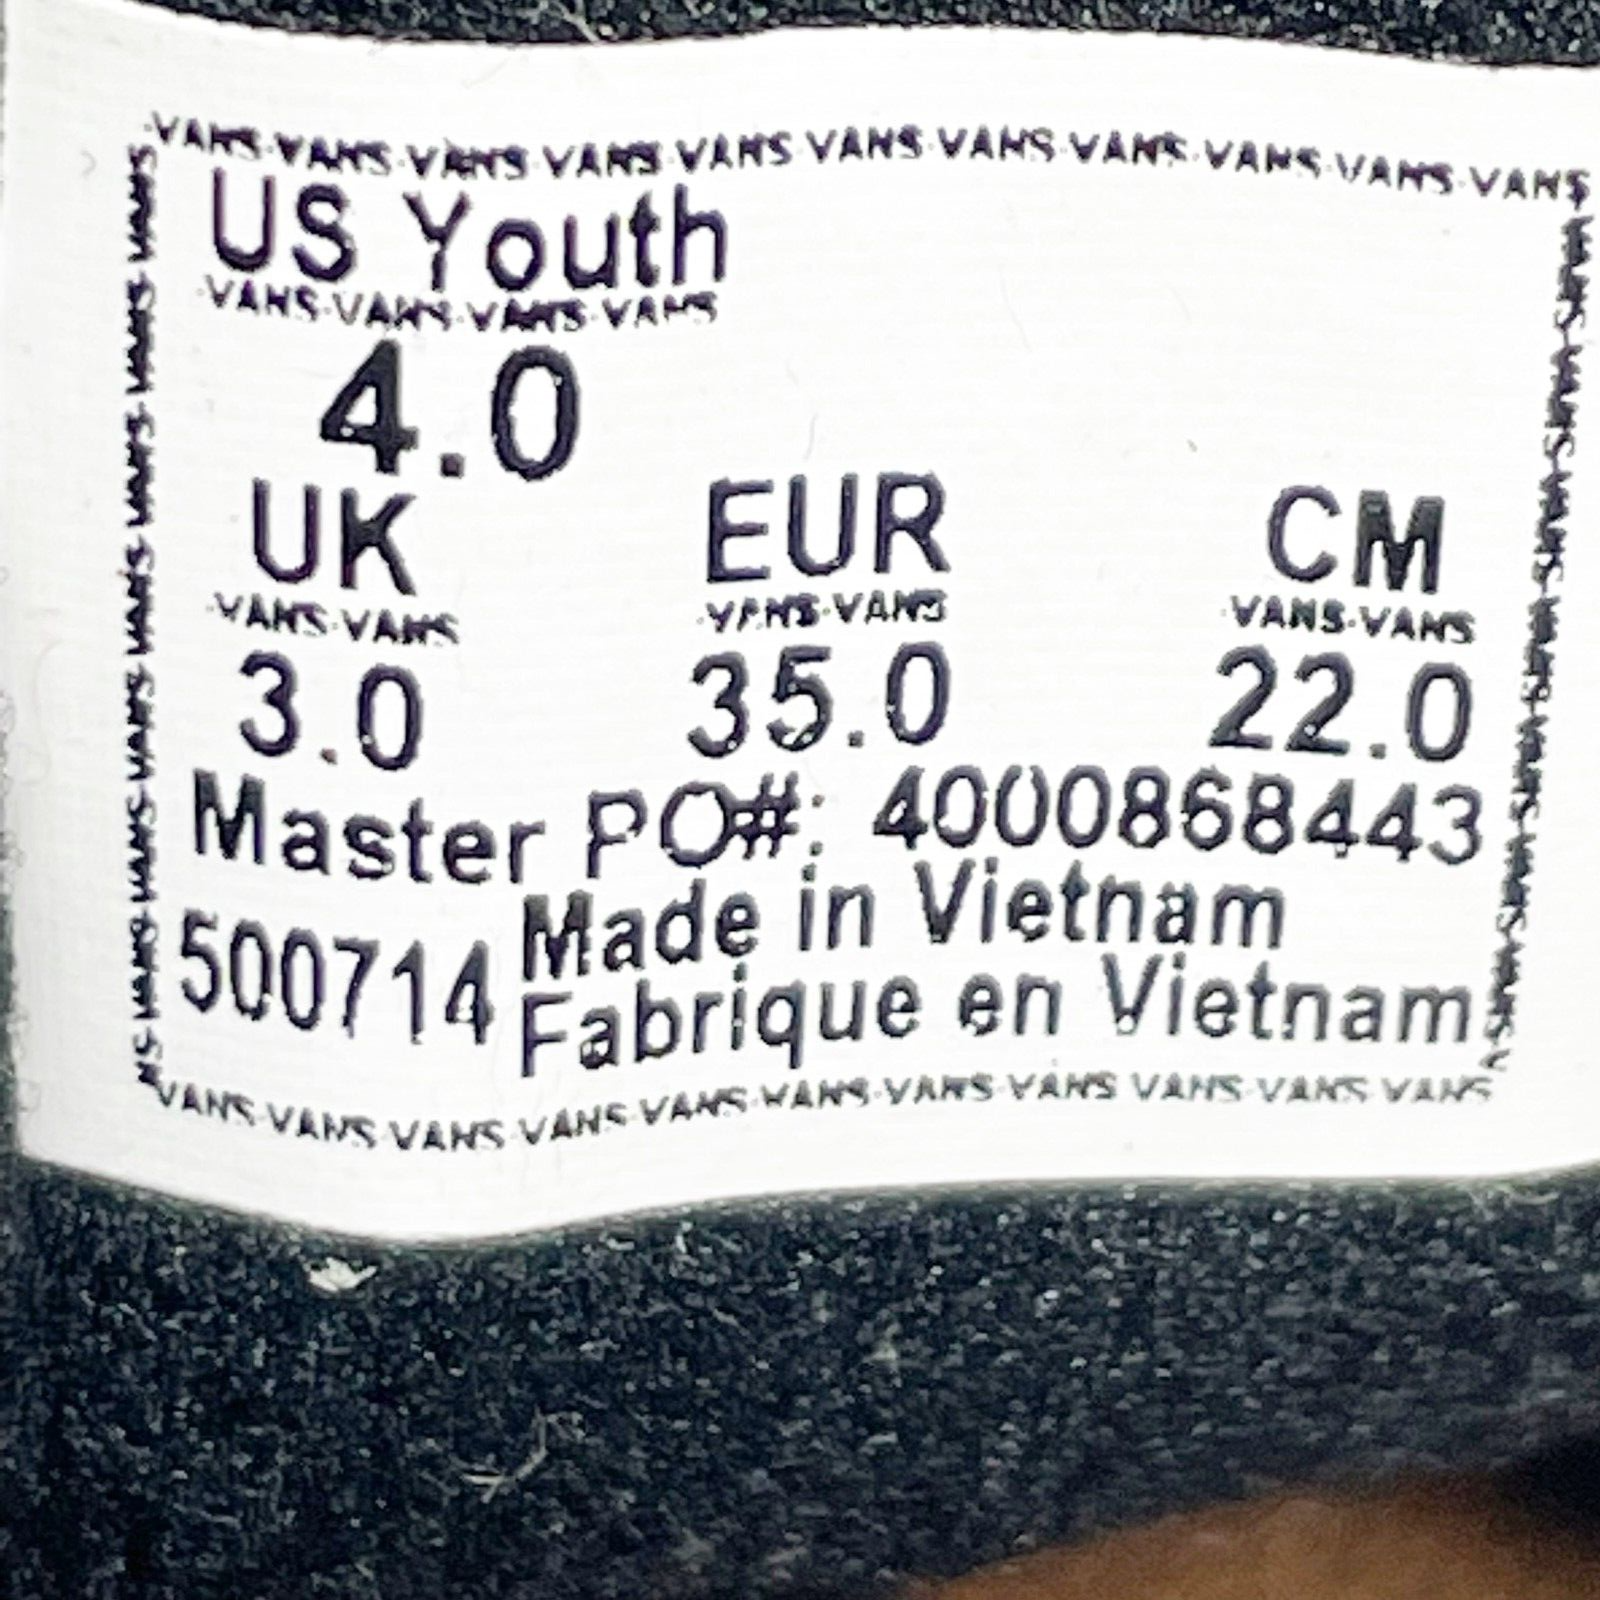 VANS VANS VANS VANS VANS VANS VANS VANS VANS VANS VANS
US Youth
VANS VANS VANS VANS
4.0
UK EUR CM
VANS VANS VANS VANS VANS VANS
3.0 35.0 22.0
Master PO#: 4000868443
500714 Made in Vietnam
Fabrique en Vietnam
VANS VANS VANS VANS VANS VANS VANS VANS VANS VANS VANS